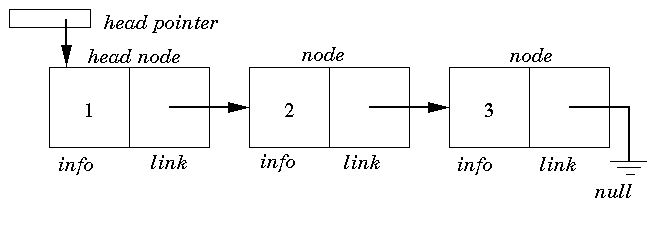 head pointer
head node
node
node
1
2
3
info
link
info
link
info
link
null